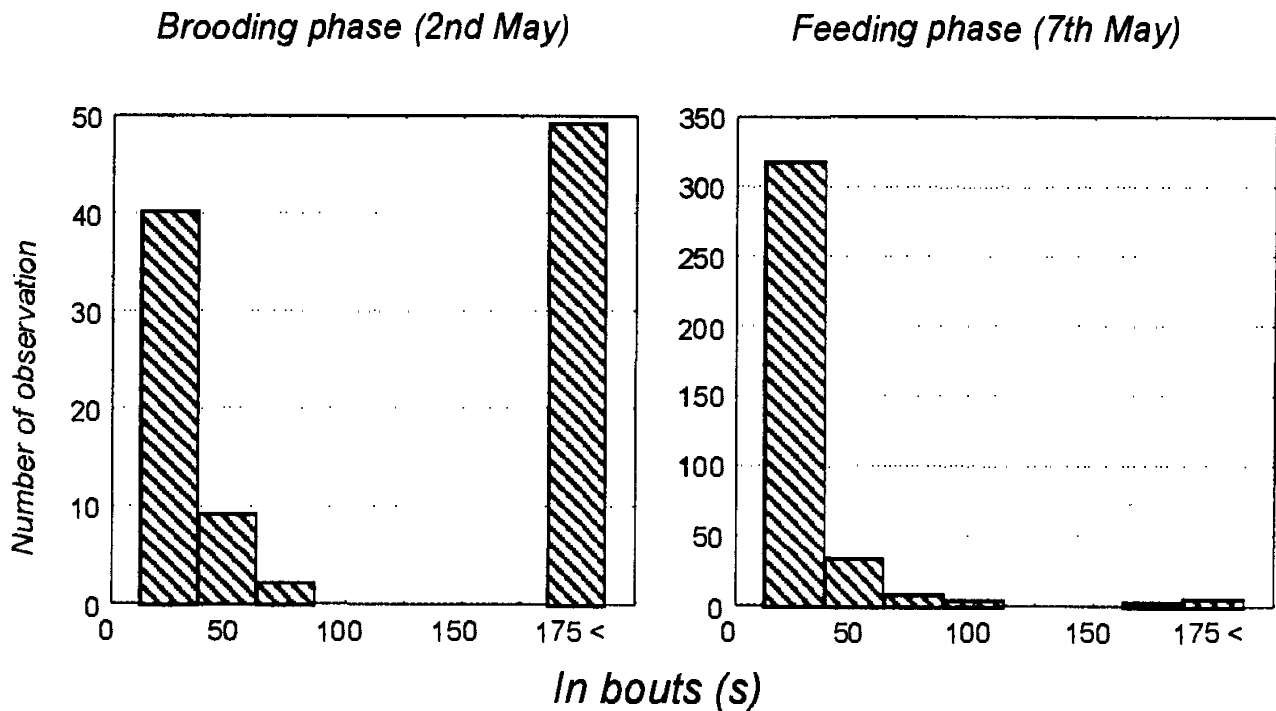 Brooding phase (2nd May)
Feeding phase (7th May)
Number of observation
50
40
30
20
10
0
0 50 100 150 175 <
350
300
250
200
150
100
50
0
0 50 100 150 175 <
In bouts (s)